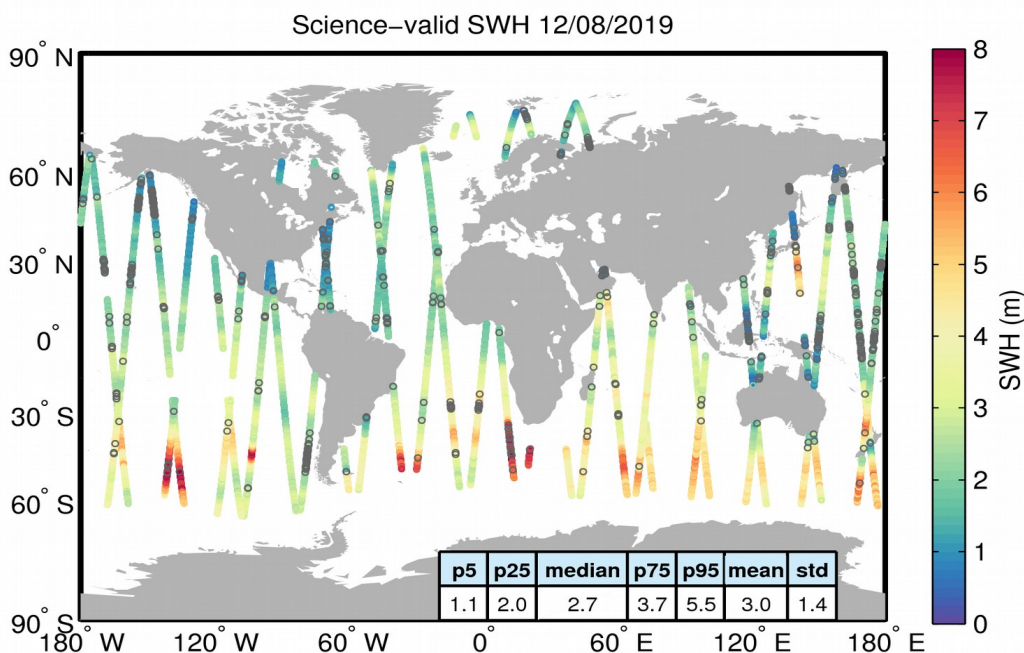 Science−valid SWH 12/08/2019
90° N
60° N
30° N
0°
30° S
60° S
90° S
180° W
120° W
60° W
0°
60° E
120° E
180° E
p5 p25 median p75 p95 mean std
1.1 2.0 2.7 3.7 5.5 3.0 1.4
8
7
6
5
4
3
2
1
0
SWH (m)